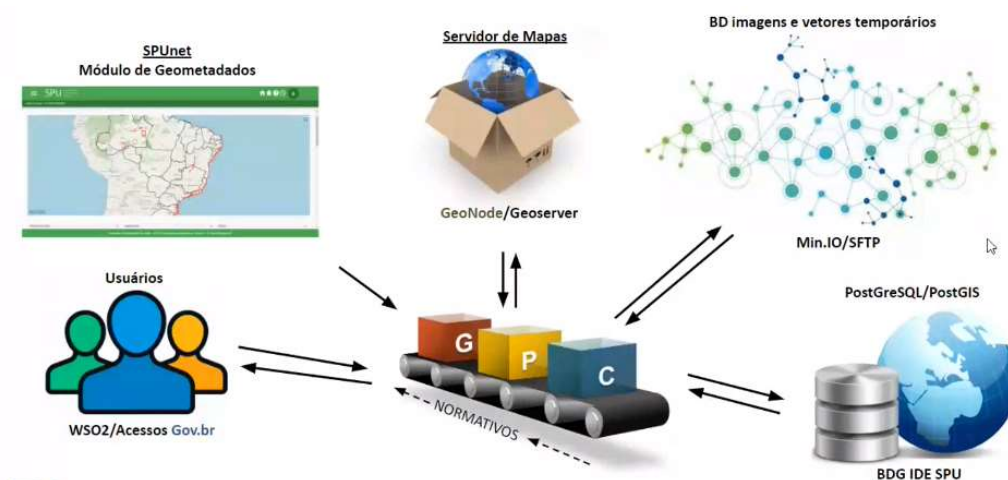 SPUnet
Módulo de Geometadados
SPU
Servidor de Mapas
GeoNode/Geoserver
BD imagens e vetores temporários
Min.IO/SFTP
Usuários
WSO2/Acessos Gov.br
G
P
C
NORMATIVOS
PostGreSQL/PostGIS
BDG IDE SPU